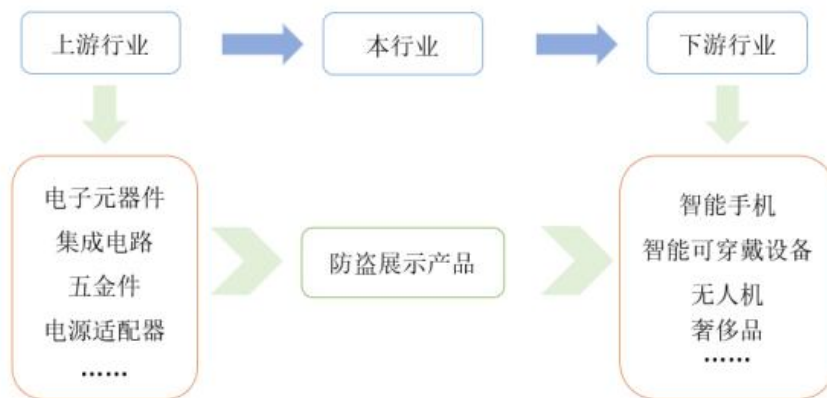 上游行业
本行业
下游行业
电子元器件
集成电路
五金件
电源适配器
……
防盗展示产品
智能手机
智能可穿戴设备
无人机
奢侈品
……